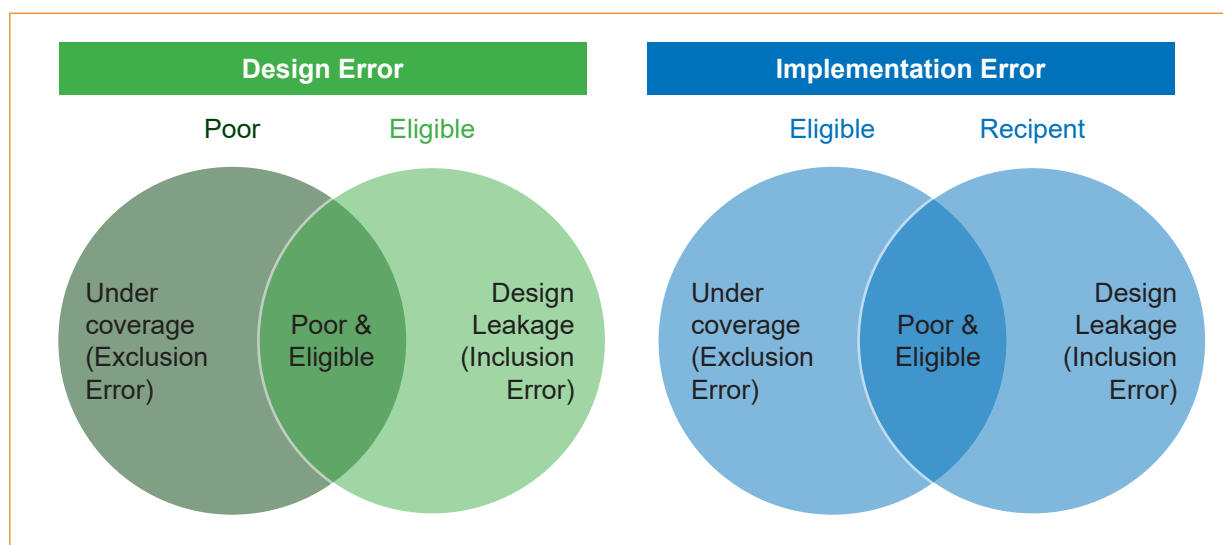 Design Error
Poor
Eligible
Under
coverage
(Exclusion
Error)
Poor &
Eligible
Design
Leakage
(Inclusion
Error)
Implementation Error
Eligible
Recipent
Under
coverage
(Exclusion
Error)
Poor &
Eligible
Design
Leakage
(Inclusion
Error)